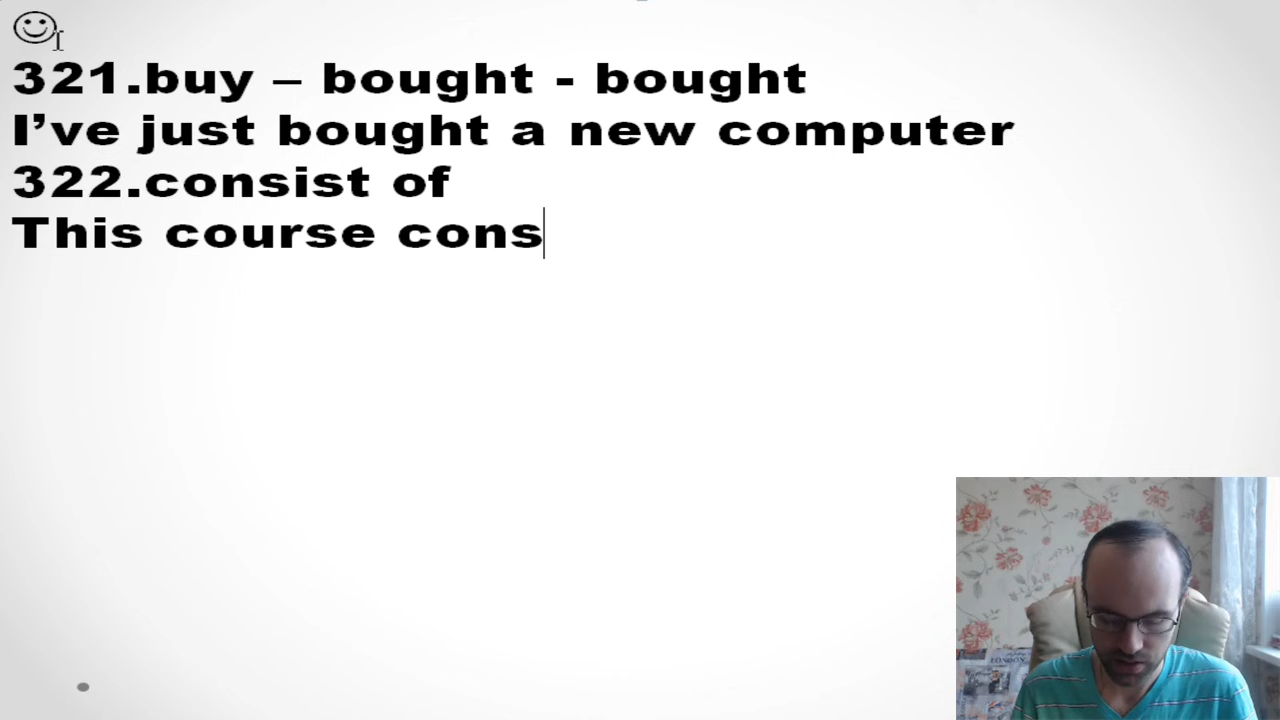 321.buy – bought - bought
I’ve just bought a new computer
322.consist of
This course cons